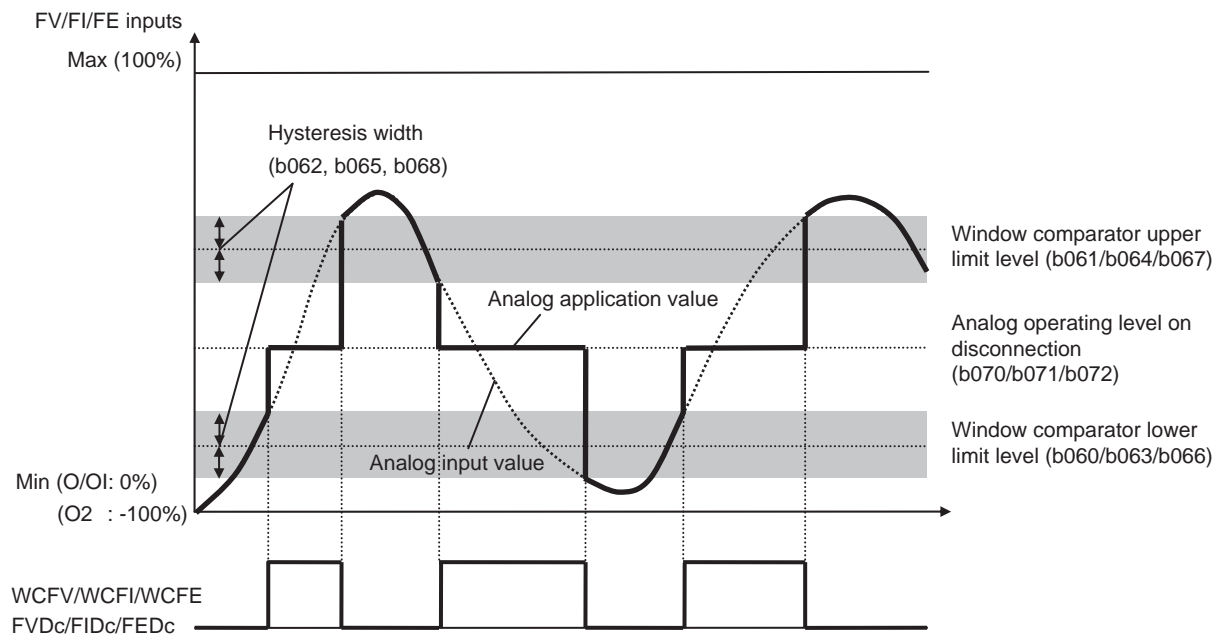 FV/FI/FE inputs
Max (100%)
Hysteresis width
(b062, b065, b068)
Window comparator upper
limit level (b061/b064/b067)
Analog application value
Analog operating level on
disconnection
(b070/b071/b072)
Window comparator lower
limit level (b060/b063/b066)
Analog input value
Min (O/OI: 0%)
(O2 : -100%)
WCFV/WCFI/WCFE
FVDc/FIDc/FEDc